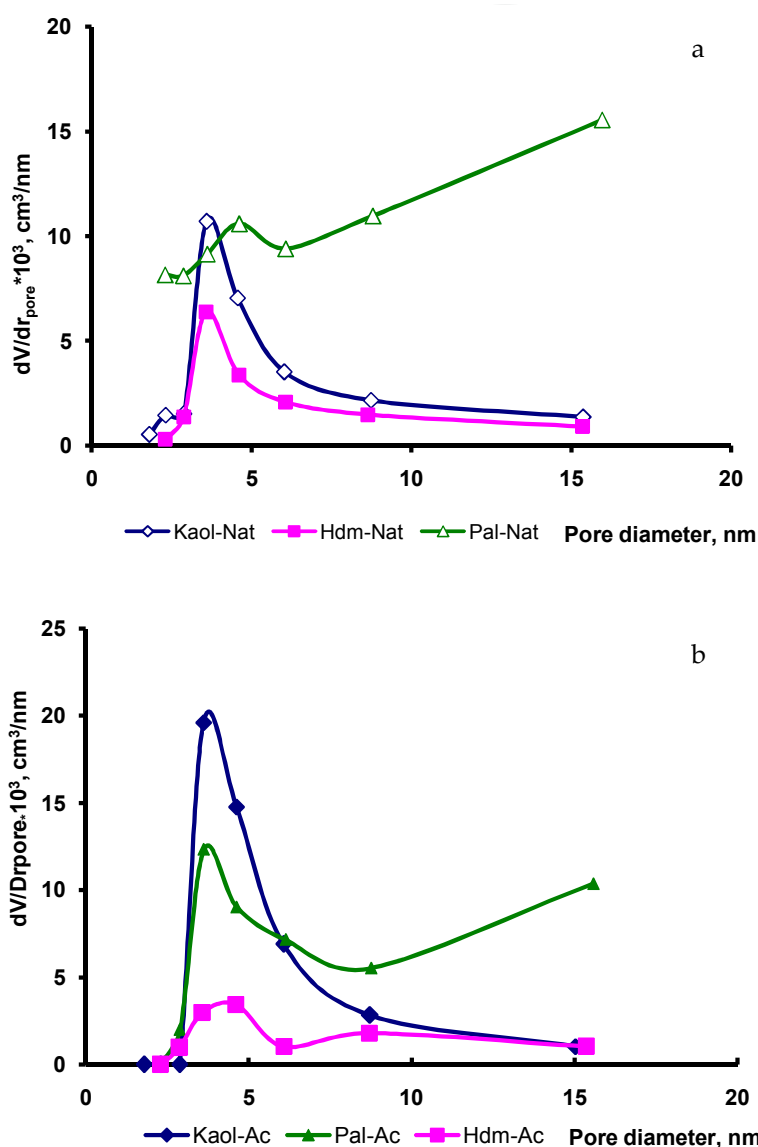 a
20
15
10
5
0
dV/dr_pore*10³, cm³/nm
0 5 10 15 20
Kaol-Nat Hdm-Nat Pal-Nat Pore diameter, nm
b
25
20
15
10
5
0
dV/Drpore*10³, cm³/nm
0 5 10 15 20
Kaol-Ac Pal-Ac Hdm-Ac Pore diameter, nm